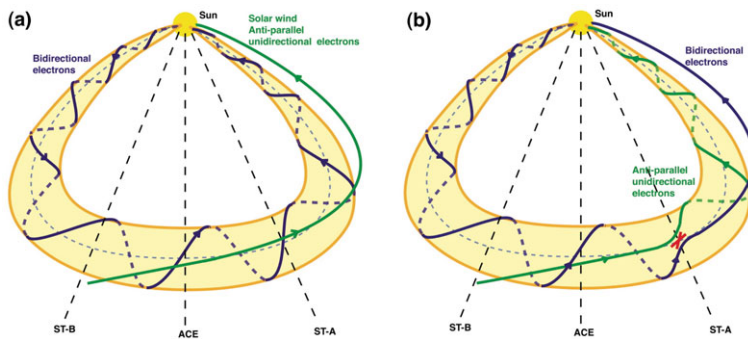 (a)
Sun
Solar wind
Anti-parallel
unidirectional electrons
Bidirectional
electrons
ST-B
ACE
ST-A
(b)
Sun
Bidirectional
electrons
Anti-parallel
unidirectional
electrons
ST-B
ACE
ST-A